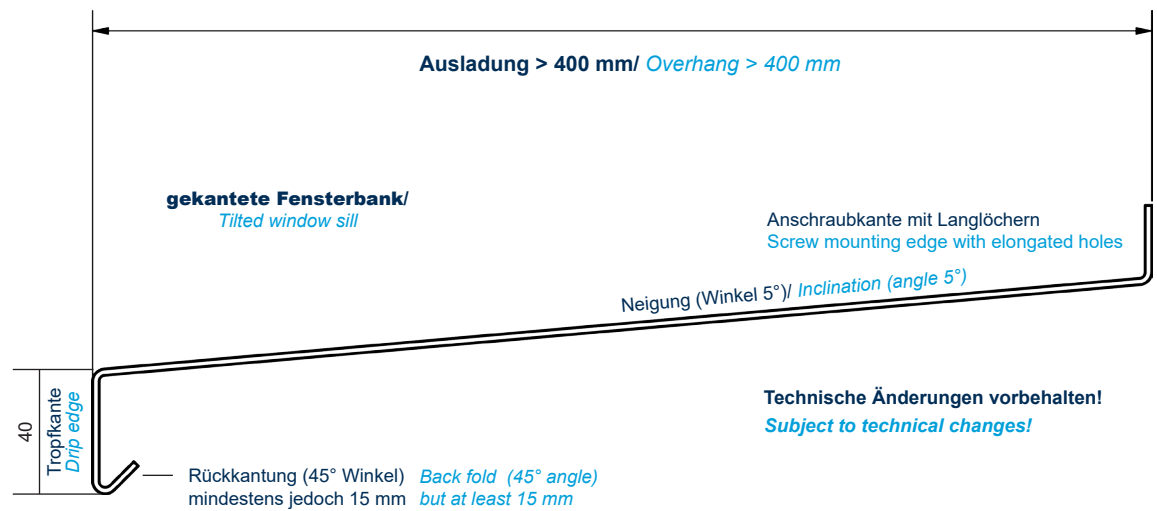 Ausladung > 400 mm/ Overhang > 400 mm
gekantete Fensterbank/
Tilted window sill
Anschraubkante mit Langlöchern
Screw mounting edge with elongated holes
Neigung (Winkel 5°)/ Inclination (angle 5°)
40
Tropfkante
Drip edge
Technische Änderungen vorbehalten!
Subject to technical changes!
Rückkantung (45° Winkel) Back fold (45° angle)
mindestens jedoch 15 mm but at least 15 mm